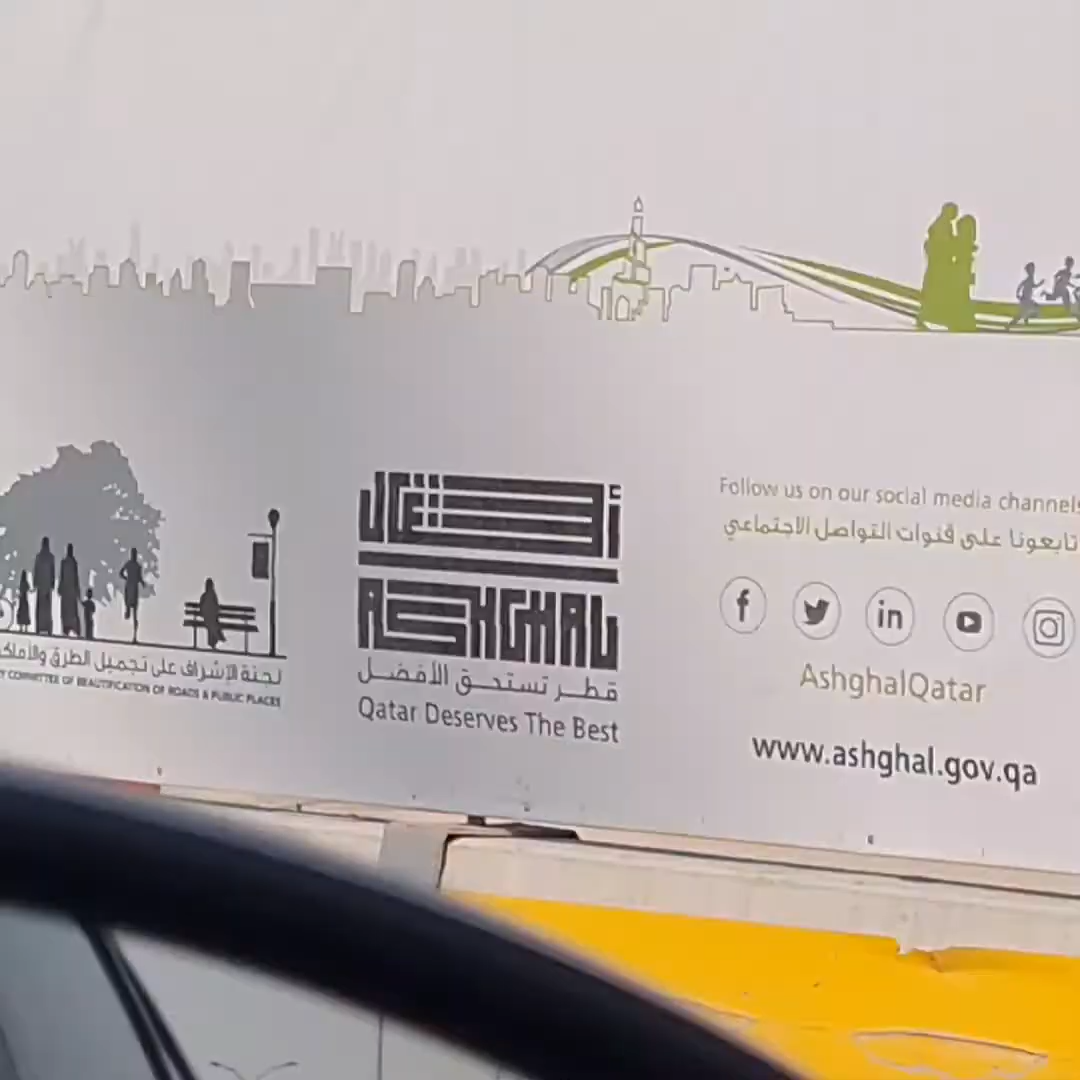 لجنة الإشراف على تجميل الطرق والأماكن
COMMITTEE OF BEAUTIFICATION OF ROADS & PUBLIC PLACES
أشغال
ASHGHAL
قطر تستحق الأفضل
Qatar Deserves The Best
Follow us on our social media channels
تابعونا على قنوات التواصل الاجتماعي
AshghalQatar
www.ashghal.gov.qa